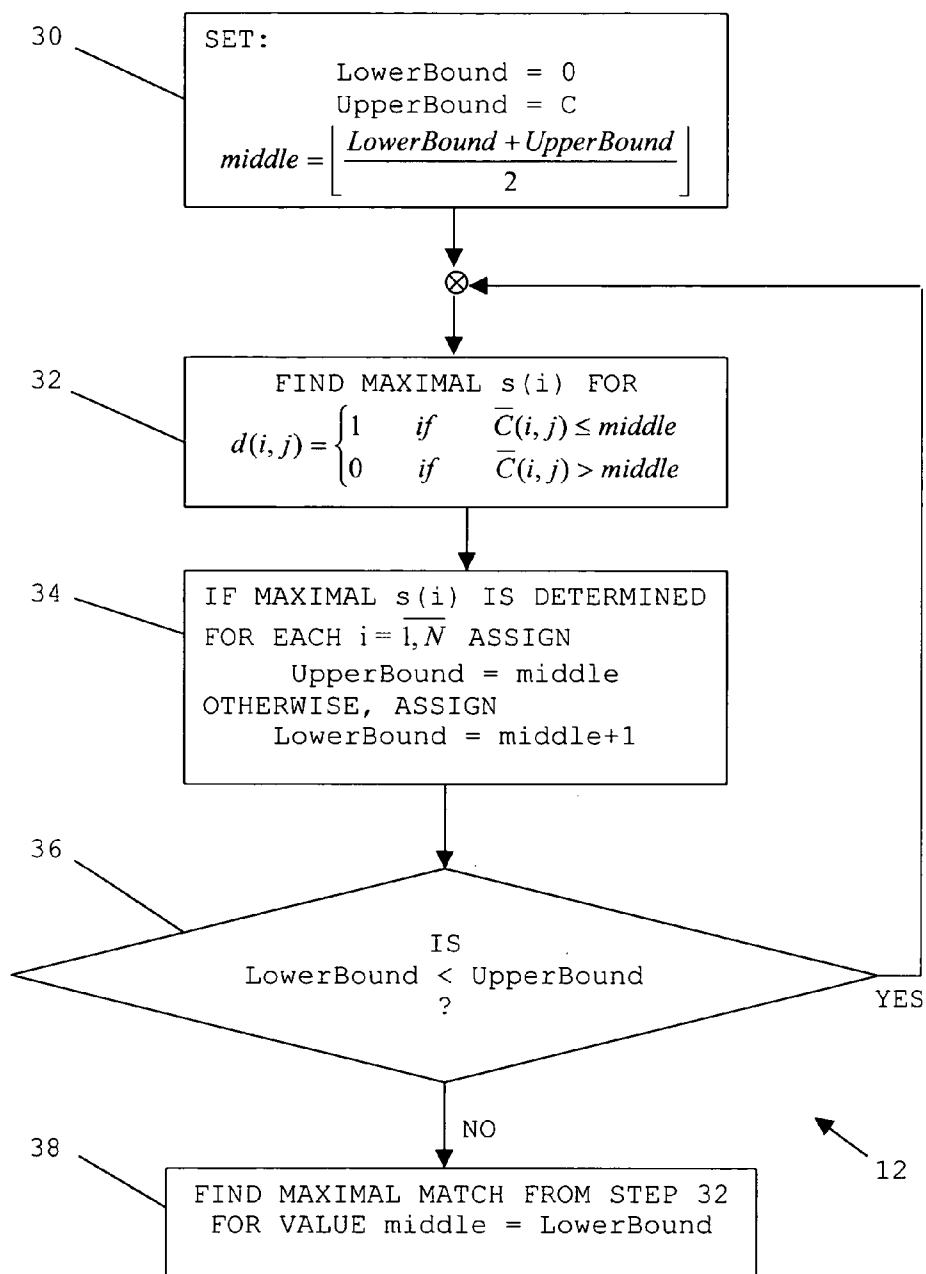 30
SET:
LowerBound = 0
UpperBound = C
middle = ⌊(LowerBound + UpperBound) / 2⌋
32
FIND MAXIMAL s(i) FOR
d(i, j) = { 1 if C̅(i, j) ≤ middle
0 if C̅(i, j) > middle
34
IF MAXIMAL s(i) IS DETERMINED
FOR EACH i = 1,N̅ ASSIGN
UpperBound = middle
OTHERWISE, ASSIGN
LowerBound = middle+1
36
IS
LowerBound < UpperBound
?
YES
NO
12
38
FIND MAXIMAL MATCH FROM STEP 32
FOR VALUE middle = LowerBound